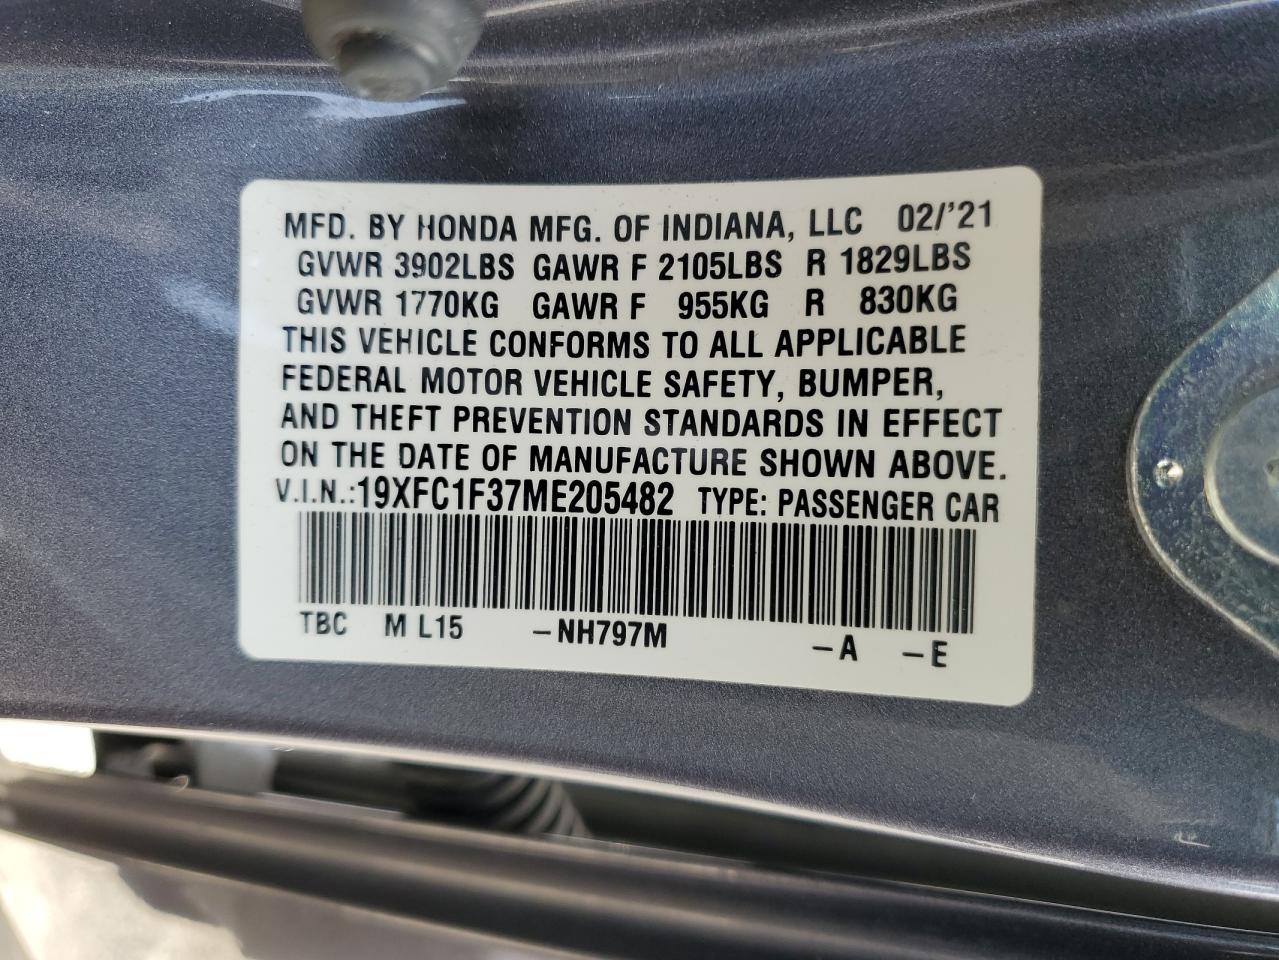 MFD. BY HONDA MFG. OF INDIANA, LLC 02/'21
GVWR 3902LBS GAWR F 2105LBS R 1829LBS
GVWR 1770KG GAWR F 955KG R 830KG
THIS VEHICLE CONFORMS TO ALL APPLICABLE
FEDERAL MOTOR VEHICLE SAFETY, BUMPER,
AND THEFT PREVENTION STANDARDS IN EFFECT
ON THE DATE OF MANUFACTURE SHOWN ABOVE.
V.I.N.:19XFC1F37ME205482 TYPE: PASSENGER CAR
TBC M L15 -NH797M -A -E